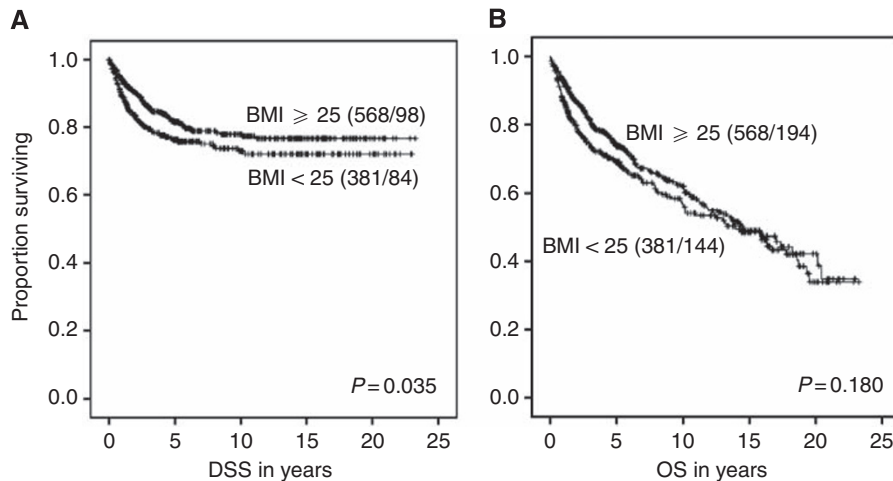 A
Proportion surviving
1.0
0.8
0.6
0.4
0.2
0.0
BMI ⩾ 25 (568/98)
BMI < 25 (381/84)
P = 0.035
0 5 10 15 20 25
DSS in years
B
1.0
0.8
0.6
0.4
0.2
0.0
BMI ⩾ 25 (568/194)
BMI < 25 (381/144)
P = 0.180
0 5 10 15 20 25
OS in years